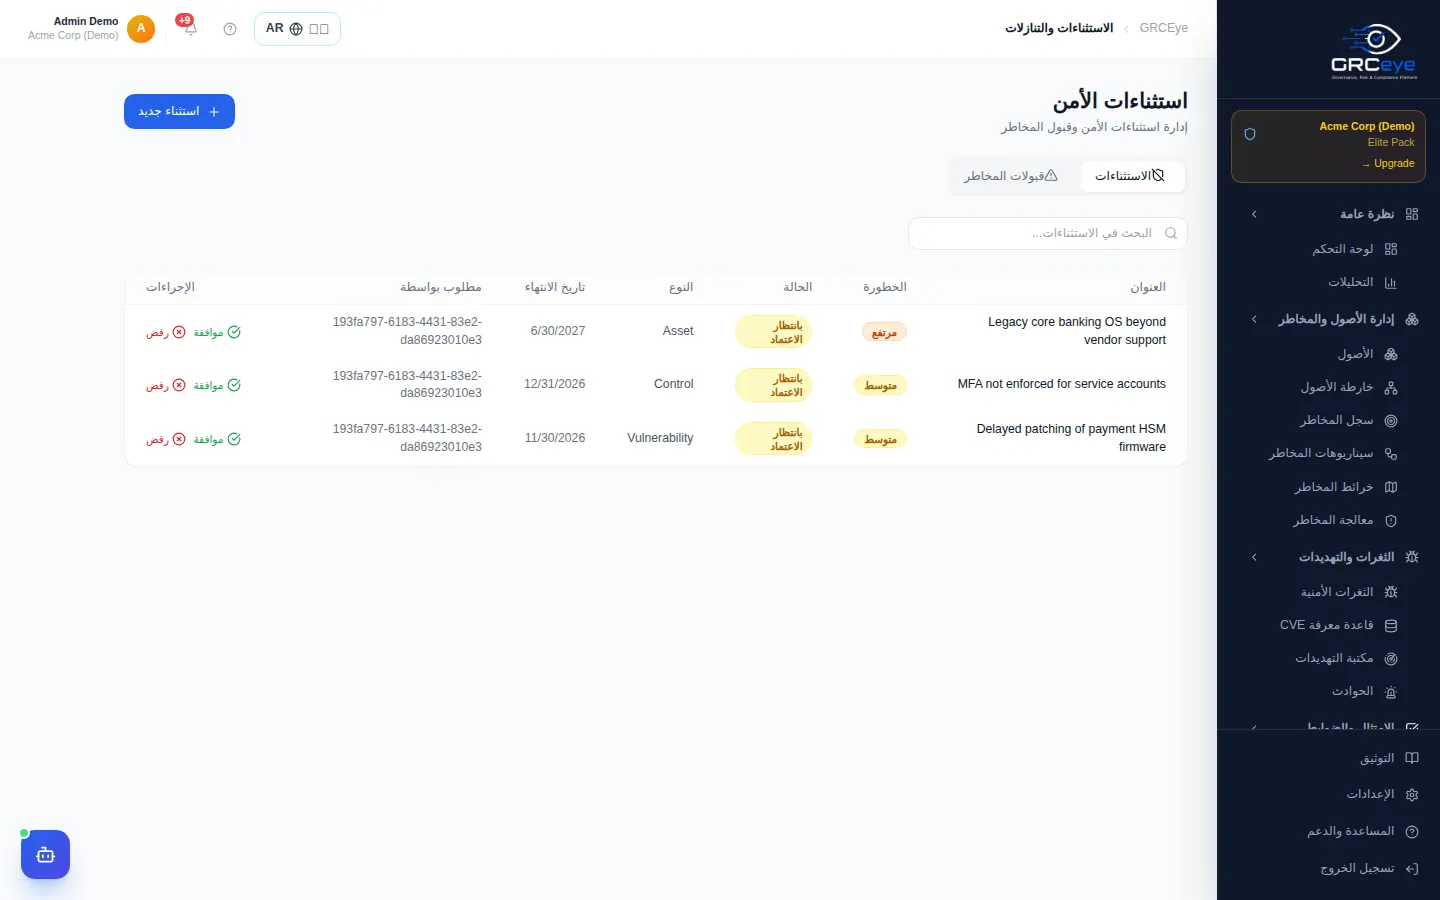 GRCeye
Governance, Risk & Compliance Platform
Acme Corp (Demo)
Elite Pack
Upgrade →
نظرة عامة
لوحة التحكم
التحليلات
إدارة الأصول والمخاطر
الأصول
خارطة الأصول
سجل المخاطر
سيناريوهات المخاطر
خرائط المخاطر
معالجة المخاطر
الثغرات والتهديدات
الثغرات الأمنية
قاعدة معرفة CVE
مكتبة التهديدات
الحوادث
الامتثال والضوابط
التوثيق
الإعدادات
المساعدة والدعم
تسجيل الخروج
GRCEye
الاستثناءات والتنازلات
AR
+9
A
Admin Demo
Acme Corp (Demo)
استثناءات الأمن
إدارة استثناءات الأمن وقبول المخاطر
استثناء جديد
الاستثناءات
قبولات المخاطر
البحث في الاستثناءات...
العنوان الخطورة الحالة النوع تاريخ الانتهاء مطلوب بواسطة الإجراءات
Legacy core banking OS beyond
vendor support
مرتفع
بانتظار
الاعتماد
Asset
6/30/2027
193fa797-6183-4431-83e2-
da86923010e3
موافقة
رفض
MFA not enforced for service accounts
متوسط
بانتظار
الاعتماد
Control
12/31/2026
193fa797-6183-4431-83e2-
da86923010e3
موافقة
رفض
Delayed patching of payment HSM
firmware
متوسط
بانتظار
الاعتماد
Vulnerability
11/30/2026
193fa797-6183-4431-83e2-
da86923010e3
موافقة
رفض